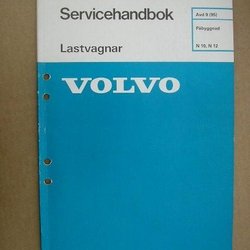 Servicehandbok
Avd 9 (95)
Påbyggnad
N 10, N 12
Lastvagnar
VOLVO